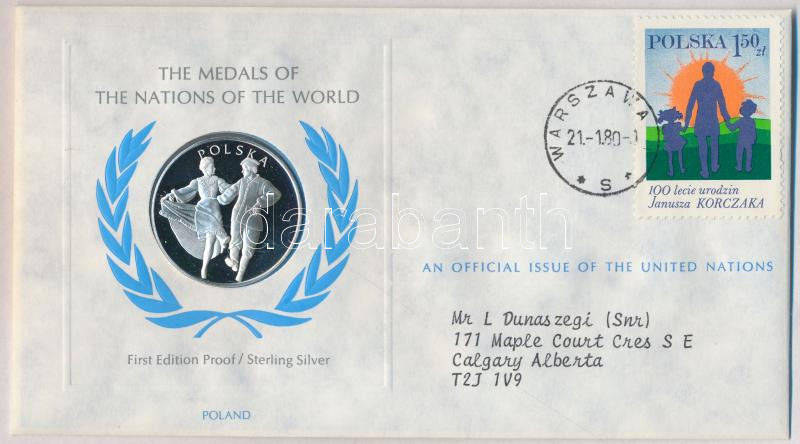 THE MEDALS OF
THE NATIONS OF THE WORLD
POLSKA
First Edition Proof / Sterling Silver
POLAND
WARSZAWA
21.-1.80-
* S *
POLSKA 1,50 zł
100 lecie urodzin
Janusza KORCZAKA
AN OFFICIAL ISSUE OF THE UNITED NATIONS
Mr L Dunaszegi (Snr)
171 Maple Court Cres S E
Calgary Alberta
T2J 1V9
darabanth